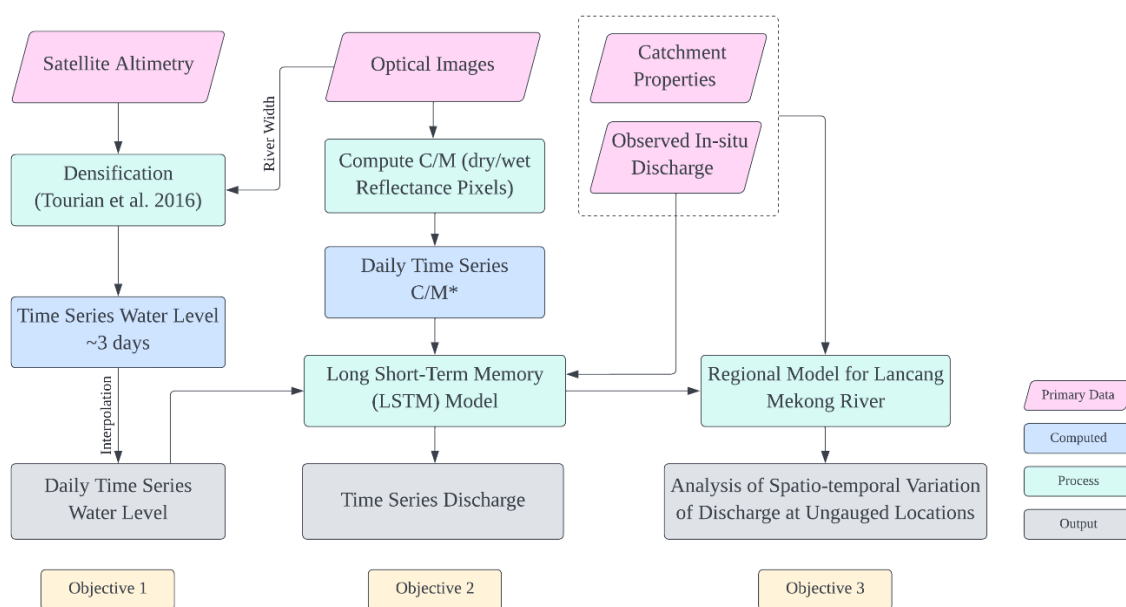 Satellite Altimetry
Optical Images
Catchment
Properties
Observed In-situ
Discharge
River Width
Densification
(Tourian et al. 2016)
Compute C/M (dry/wet
Reflectance Pixels)
Daily Time Series
C/M*
Time Series Water Level
~3 days
Interpolation
Long Short-Term Memory
(LSTM) Model
Regional Model for Lancang
Mekong River
Daily Time Series
Water Level
Time Series Discharge
Analysis of Spatio-temporal Variation
of Discharge at Ungauged Locations
Primary Data
Computed
Process
Output
Objective 1
Objective 2
Objective 3